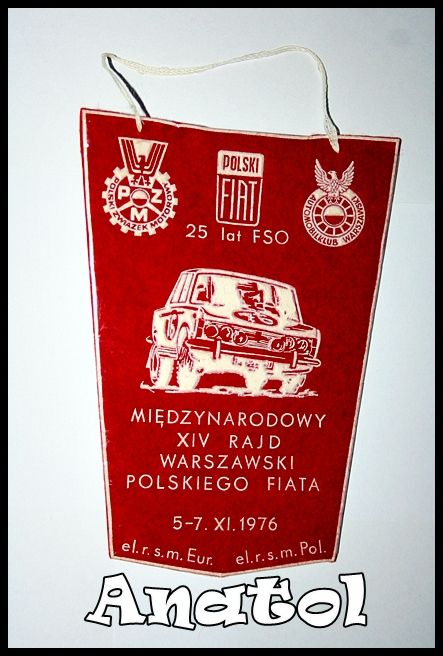 POLSKI ZWIĄZEK MOTOROWY
PZM
POLSKI
FIAT
AUTOMOBILKLUB WARSZAWSKI
25 lat FSO
MIĘDZYNARODOWY
XIV RAJD
WARSZAWSKI
POLSKIEGO FIATA
5-7. XI. 1976
el.r.s.m. Eur. el.r.s.m. Pol.
Anatol